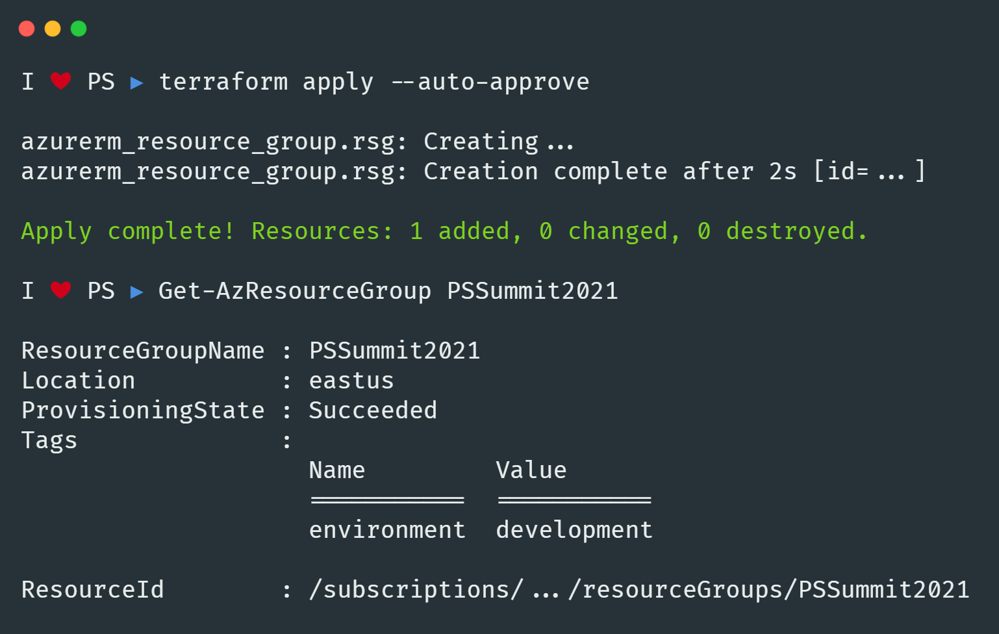 I ❤ PS ▶ terraform apply --auto-approve
azurerm_resource_group.rsg: Creating...
azurerm_resource_group.rsg: Creation complete after 2s [id=...]
Apply complete! Resources: 1 added, 0 changed, 0 destroyed.
I ❤ PS ▶ Get-AzResourceGroup PSSummit2021
ResourceGroupName : PSSummit2021
Location          : eastus
ProvisioningState : Succeeded
Tags              :
                    Name         Value
                    ===========  ===========
                    environment  development
ResourceId        : /subscriptions/.../resourceGroups/PSSummit2021